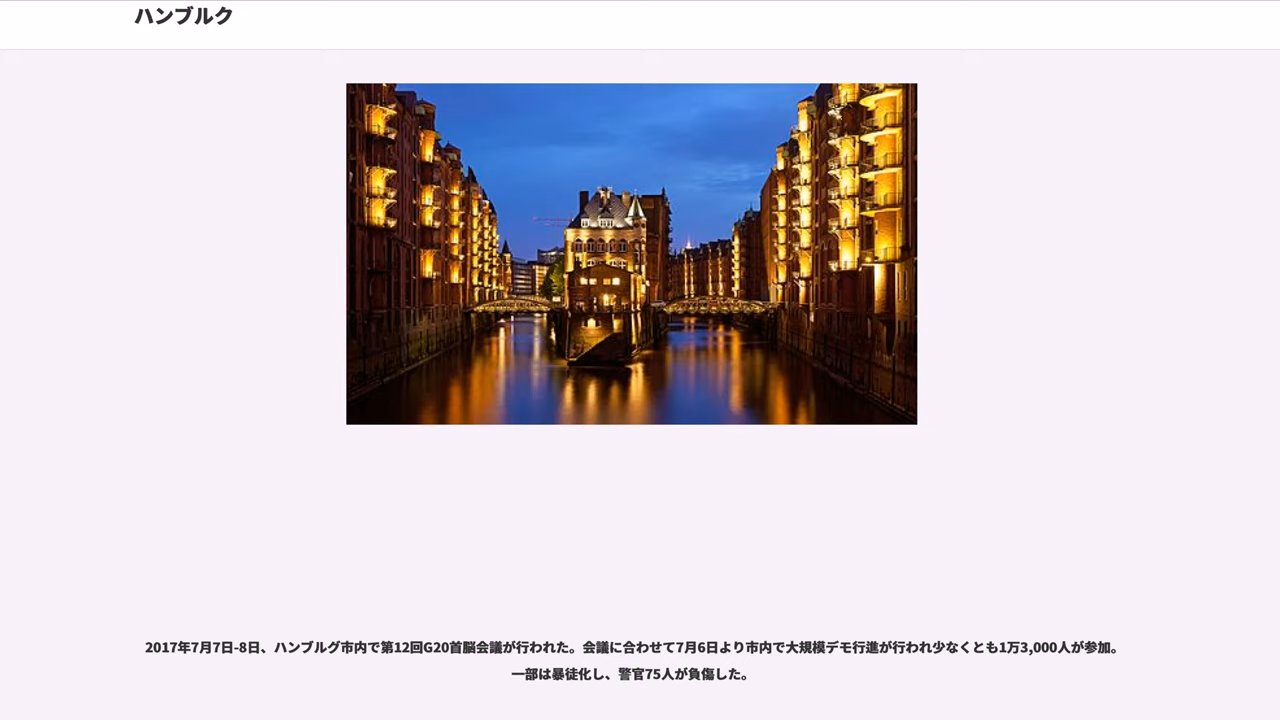 ハンブルク
2017年7月7日-8日、ハンブルグ市内で第12回G20首脳会議が行われた。会議に合わせて7月6日より市内で大規模デモ行進が行われ少なくとも1万3,000人が参加。
一部は暴徒化し、警官75人が負傷した。